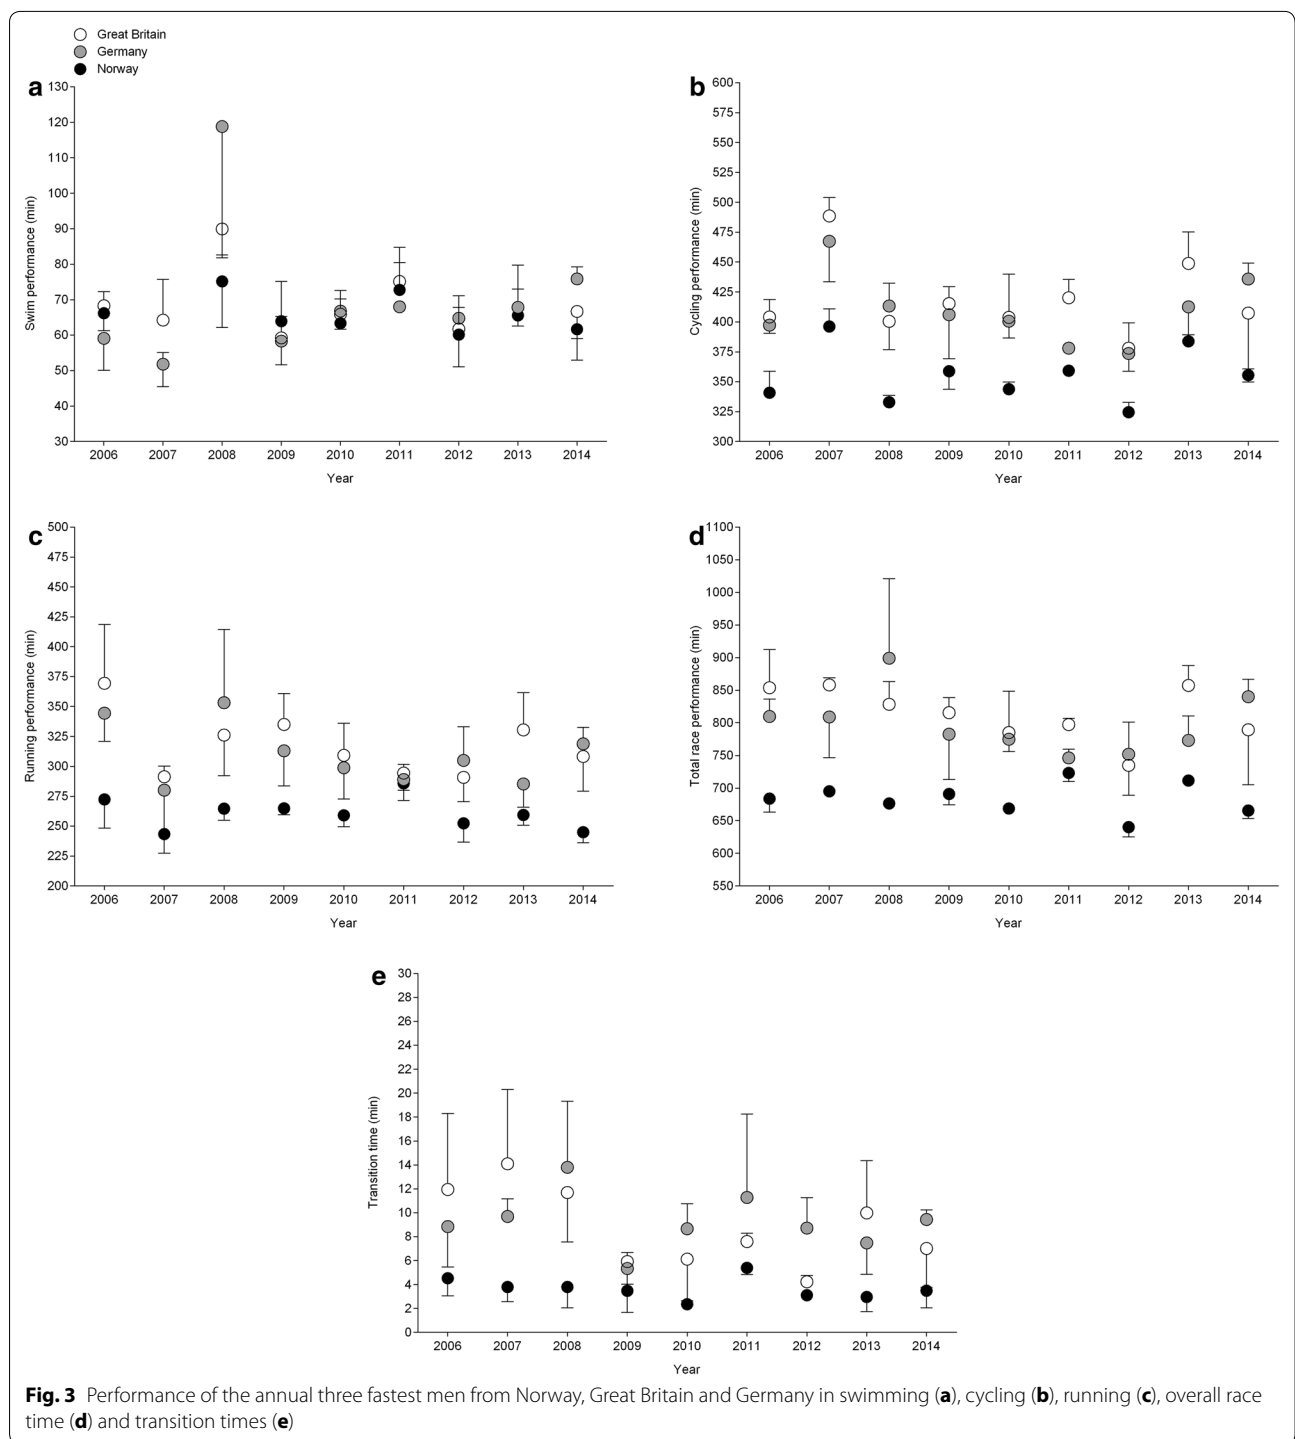 Great Britain
Germany
Norway
a
130
120
110
100
90
80
70
60
50
40
30
Swim performance (min)
2006 2007 2008 2009 2010 2011 2012 2013 2014
Year
b
600
575
550
525
500
475
450
425
400
375
350
325
300
Cycling performance (min)
2006 2007 2008 2009 2010 2011 2012 2013 2014
Year
c
500
475
450
425
400
375
350
325
300
275
250
225
200
Running performance (min)
2006 2007 2008 2009 2010 2011 2012 2013 2014
Year
d
1100
1050
1000
950
900
850
800
750
700
650
600
550
Total race performance (min)
2006 2007 2008 2009 2010 2011 2012 2013 2014
Year
e
30
28
26
24
22
20
18
16
14
12
10
8
6
4
2
0
Transition time (min)
2006 2007 2008 2009 2010 2011 2012 2013 2014
Year
Fig. 3 Performance of the annual three fastest men from Norway, Great Britain and Germany in swimming (a), cycling (b), running (c), overall race
time (d) and transition times (e)